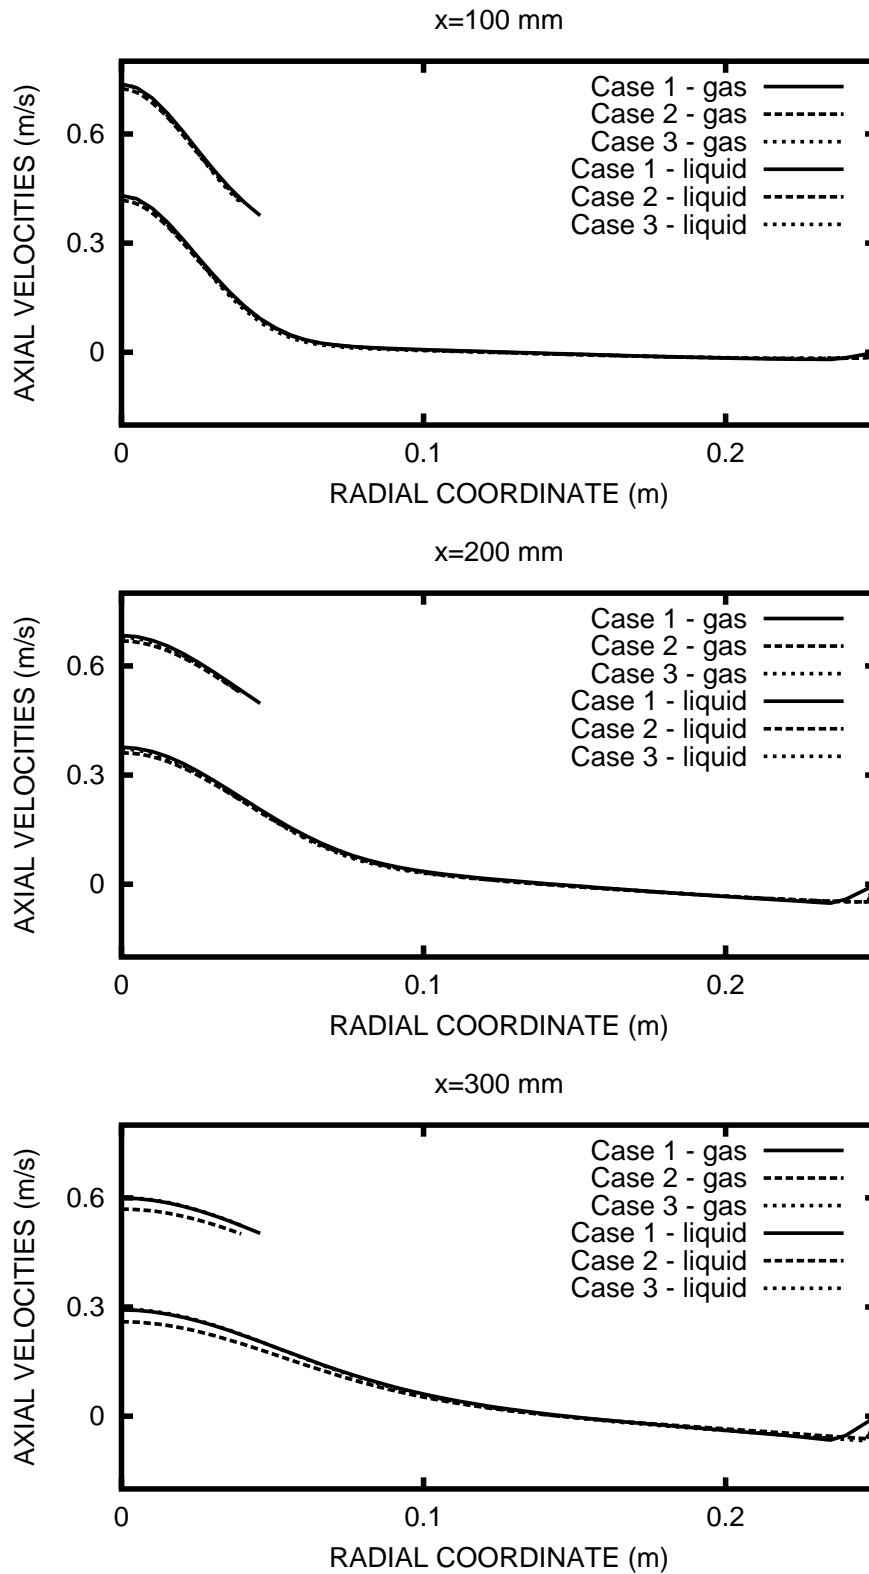 x=100 mm
AXIAL VELOCITIES (m/s)
Case 1 - gas
Case 2 - gas
Case 3 - gas
Case 1 - liquid
Case 2 - liquid
Case 3 - liquid
0.6
0.3
0
0 0.1 0.2
RADIAL COORDINATE (m)
x=200 mm
AXIAL VELOCITIES (m/s)
Case 1 - gas
Case 2 - gas
Case 3 - gas
Case 1 - liquid
Case 2 - liquid
Case 3 - liquid
0.6
0.3
0
0 0.1 0.2
RADIAL COORDINATE (m)
x=300 mm
AXIAL VELOCITIES (m/s)
Case 1 - gas
Case 2 - gas
Case 3 - gas
Case 1 - liquid
Case 2 - liquid
Case 3 - liquid
0.6
0.3
0
0 0.1 0.2
RADIAL COORDINATE (m)